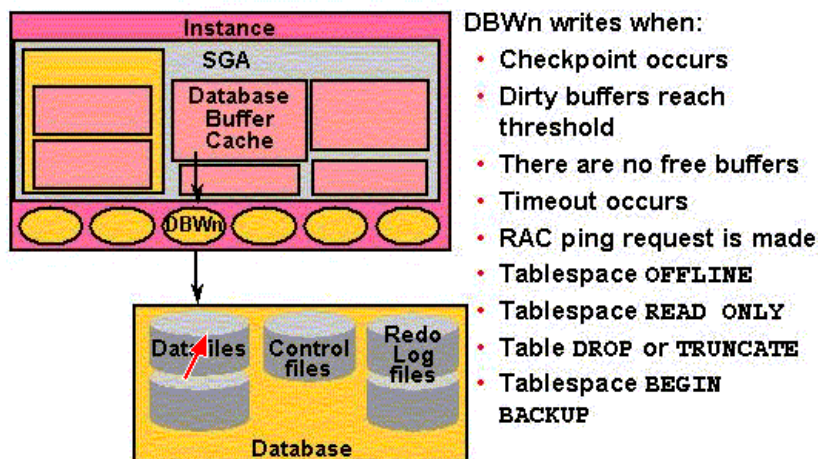 Instance
SGA
Database
Buffer
Cache
DBWn
Datafiles
Control
files
Redo
Log
files
Database
DBWn writes when:
• Checkpoint occurs
• Dirty buffers reach
threshold
• There are no free buffers
• Timeout occurs
• RAC ping request is made
• Tablespace OFFLINE
• Tablespace READ ONLY
• Table DROP or TRUNCATE
• Tablespace BEGIN
BACKUP